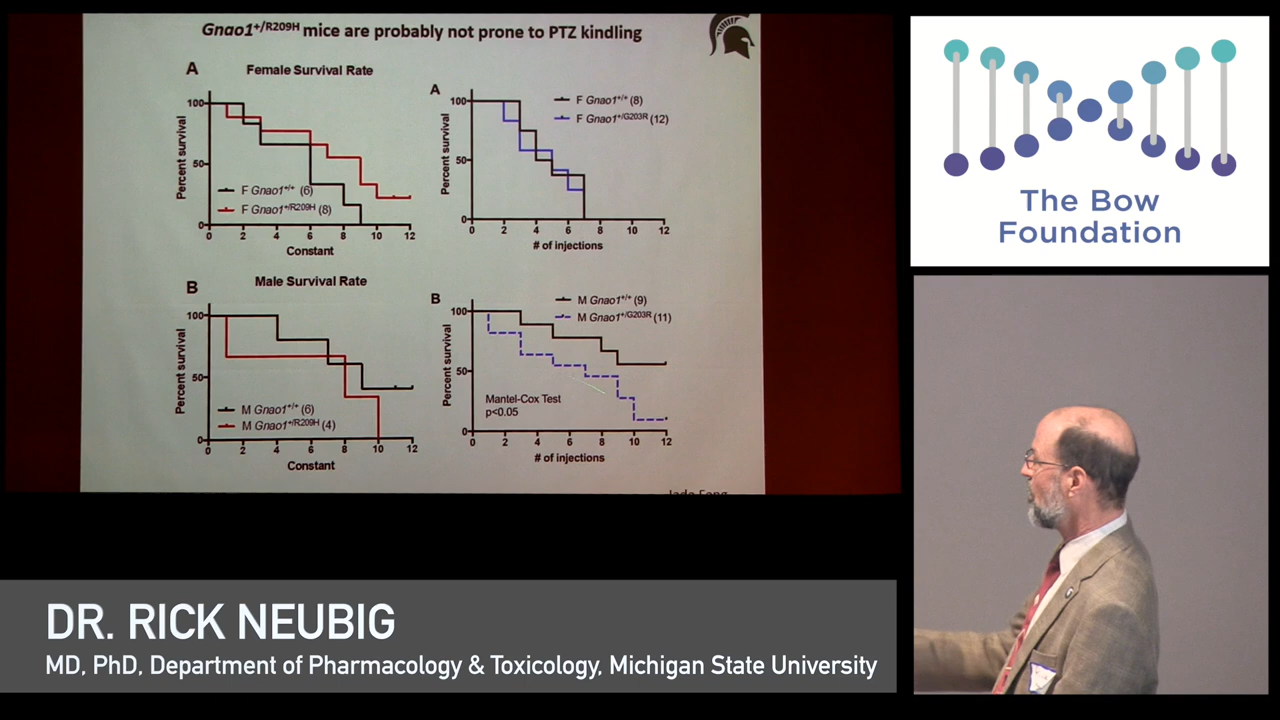 Gnao1+/R209H mice are probably not prone to PTZ kindling
A
Female Survival Rate
Percent survival
100
50
0
F Gnao1+/+ (6)
F Gnao1+/R209H (8)
0 2 4 6 8 10 12
Constant
A
Percent survival
100
50
0
F Gnao1+/+ (8)
F Gnao1+/G203R (12)
2 4 6 8 10 12
# of injections
B
Male Survival Rate
Percent survival
100
50
0
M Gnao1+/+ (6)
M Gnao1+/R209H (4)
0 2 4 6 8 10 12
Constant
B
Percent survival
100
50
0
M Gnao1+/+ (9)
M Gnao1+/G203R (11)
Mantel-Cox Test
p<0.05
2 4 6 8 10 12
# of injections
The Bow
Foundation
DR. RICK NEUBIG
MD, PhD, Department of Pharmacology & Toxicology, Michigan State University